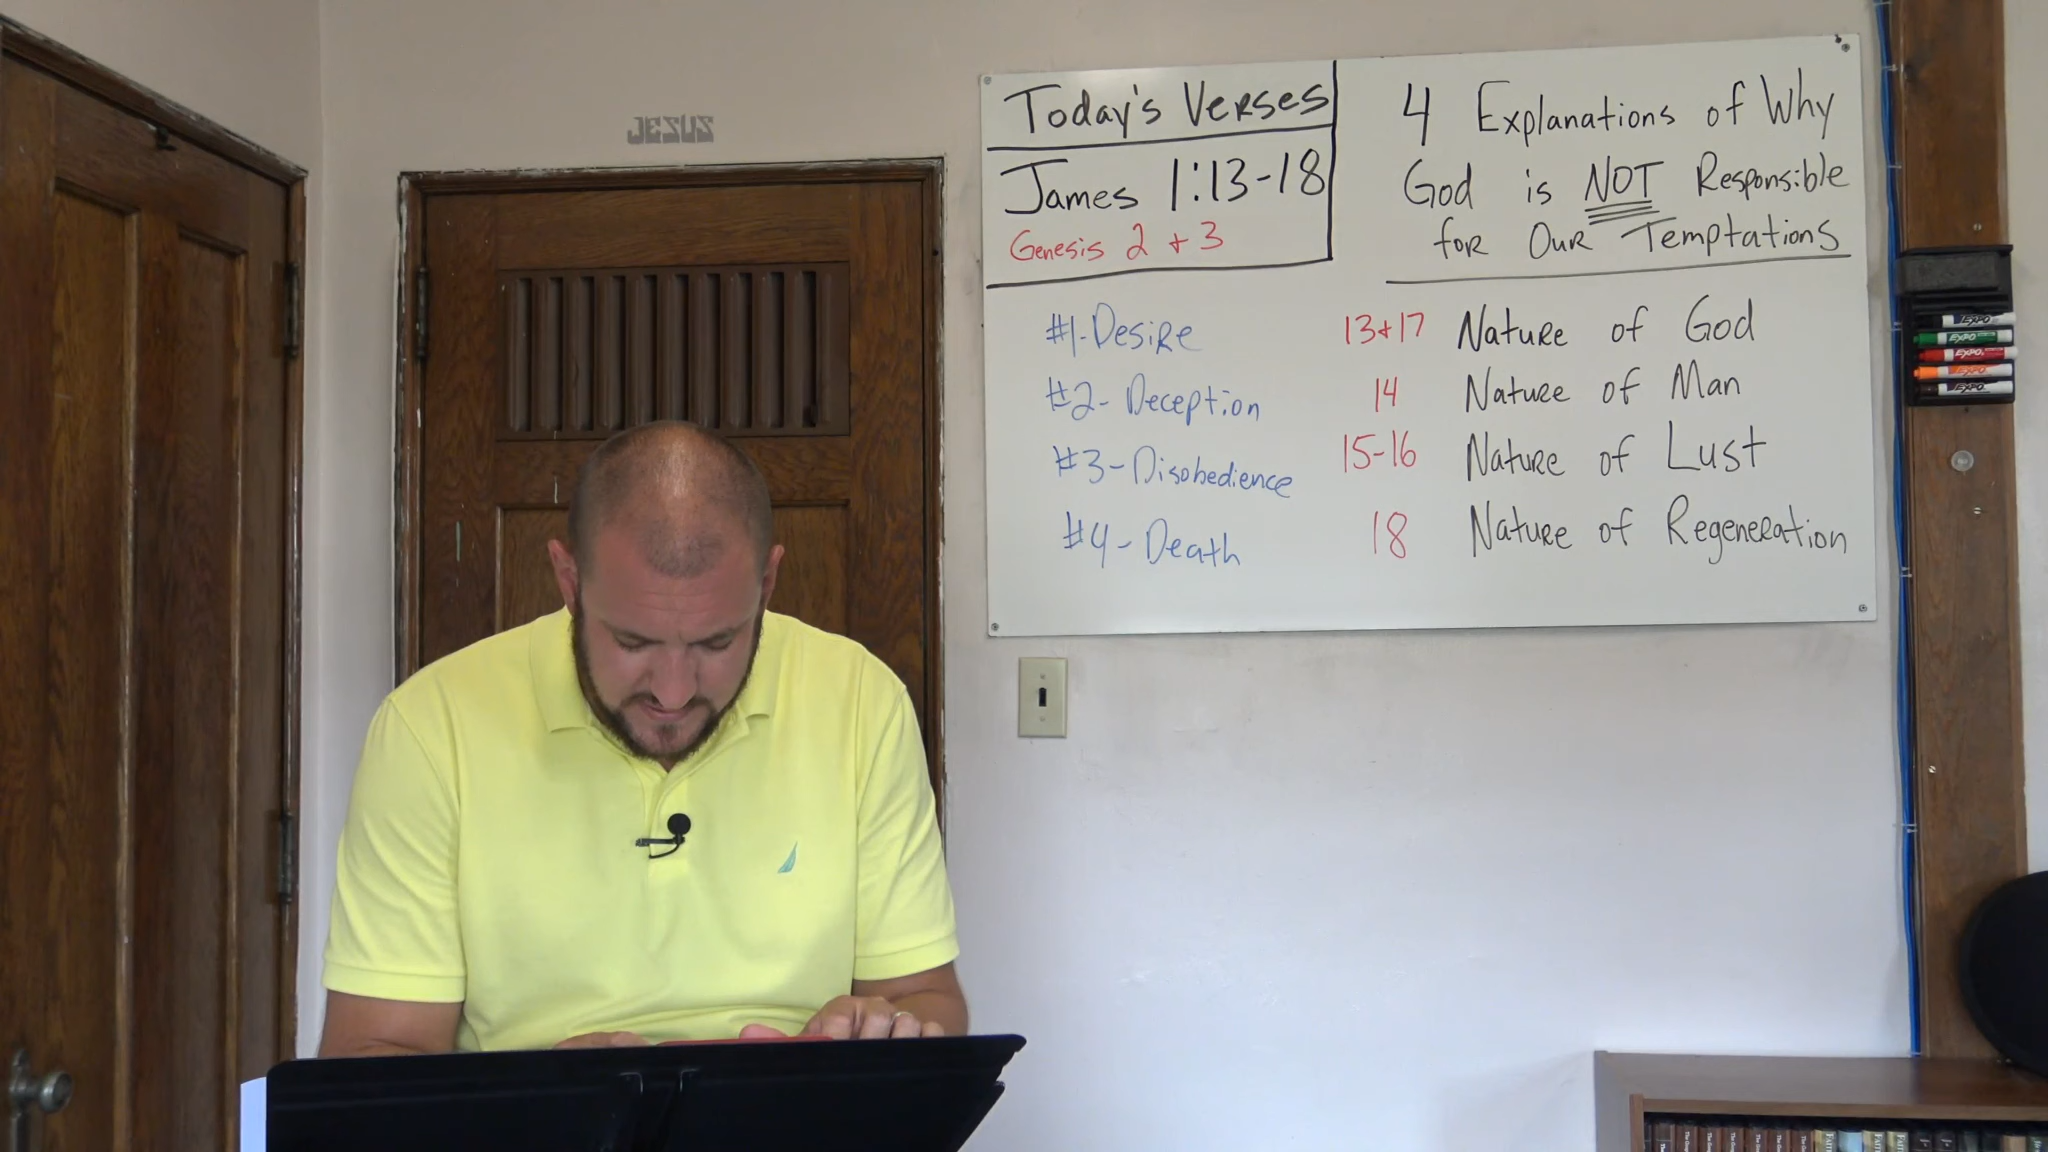 JESUS
Today's Verses
James 1:13-18
Genesis 2 + 3
4 Explanations of Why
God is NOT Responsible
for Our Temptations
#1-Desire
#2- Deception
#3-Disobedience
#4-Death
13+17 Nature of God
14 Nature of Man
15-16 Nature of Lust
18 Nature of Regeneration
EXPO
EXPO
EXPO
EXPO
EXPO